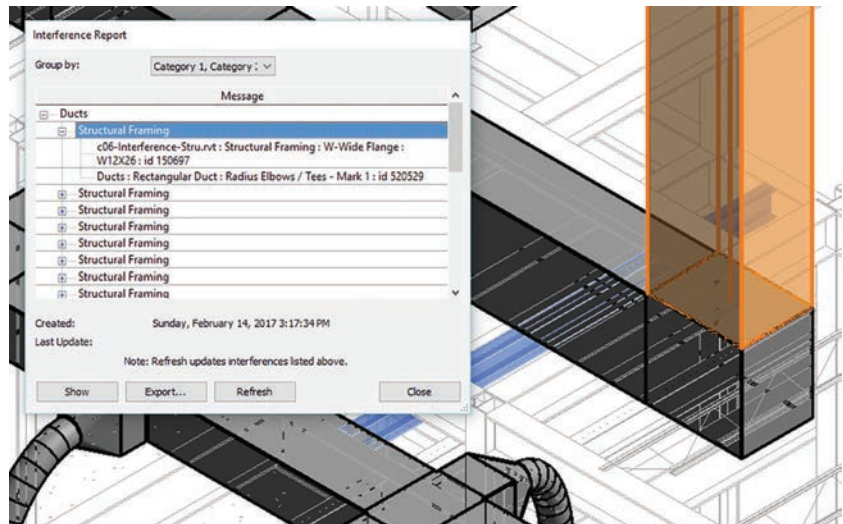 Interference Report
Group by:
Category 1, Category :
Message
Ducts
Structural Framing
c06-Interference-Stru.rvt : Structural Framing : W-Wide Flange :
W12X26 : id 150697
Ducts : Rectangular Duct : Radius Elbows / Tees - Mark 1 : id 520529
Structural Framing
Structural Framing
Structural Framing
Structural Framing
Structural Framing
Structural Framing
Structural Framing
Created: Sunday, February 14, 2017 3:17:34 PM
Last Update:
Note: Refresh updates interferences listed above.
Show Export... Refresh Close